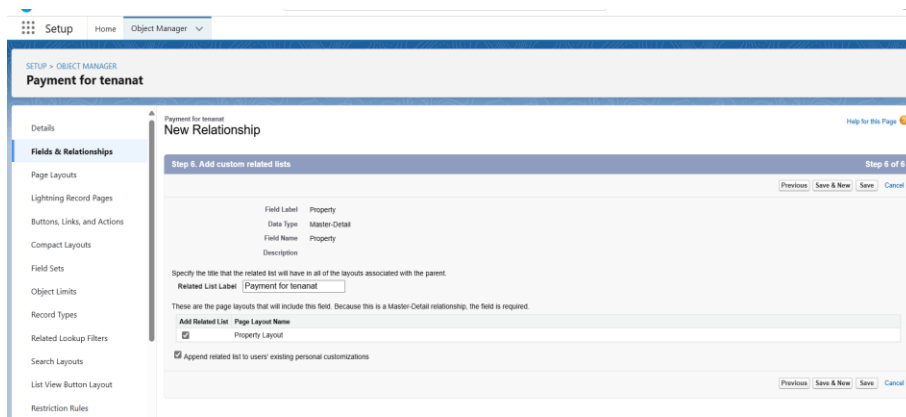 Setup Home Object Manager
SETUP > OBJECT MANAGER
Payment for tenanat
Details
Fields & Relationships
Page Layouts
Lightning Record Pages
Buttons, Links, and Actions
Compact Layouts
Field Sets
Object Limits
Record Types
Related Lookup Filters
Search Layouts
List View Button Layout
Restriction Rules
Payment for tenanat
New Relationship
Help for this Page
Step 6. Add custom related lists Step 6 of 6
Previous Save & New Save Cancel
Field Label Property
Data Type Master-Detail
Field Name Property
Description
Specify the title that the related list will have in all of the layouts associated with the parent.
Related List Label Payment for tenanat
These are the page layouts that will include this field. Because this is a Master-Detail relationship, the field is required.
Add Related List Page Layout Name
Property Layout
Append related list to users' existing personal customizations
Previous Save & New Save Cancel